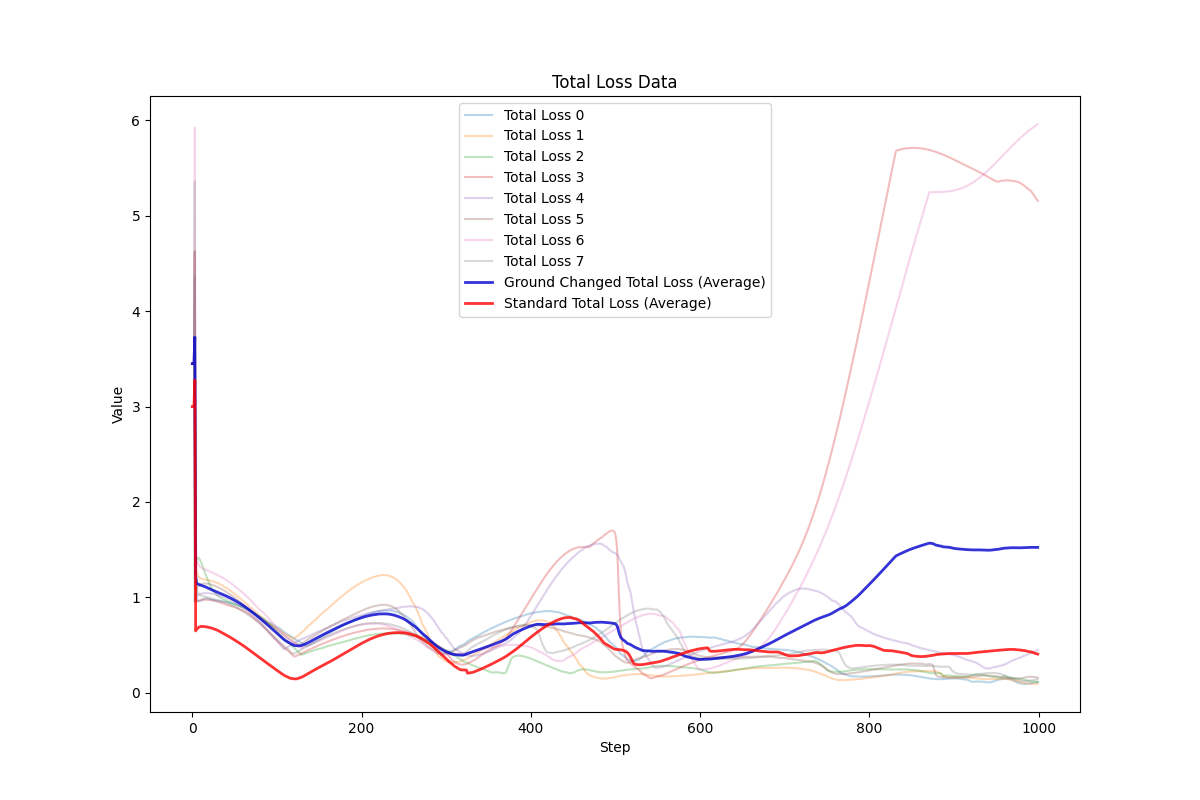 Total Loss Data
Total Loss 0
Total Loss 1
Total Loss 2
Total Loss 3
Total Loss 4
Total Loss 5
Total Loss 6
Total Loss 7
Ground Changed Total Loss (Average)
Standard Total Loss (Average)
Value
6
5
4
3
2
1
0
0 200 400 600 800 1000
Step